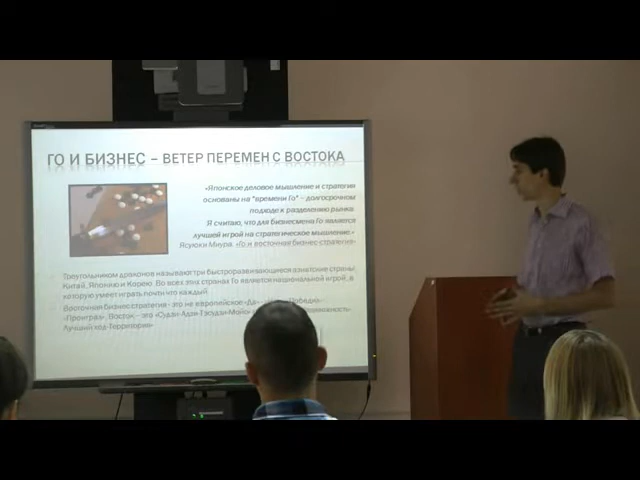 ГО И БИЗНЕС – ВЕТЕР ПЕРЕМЕН С ВОСТОКА
«Японское деловое мышление и стратегия
основаны на "времени Го" – долгосрочном
подходе к разделению рынка.
Я считаю, что для бизнесмена Го является
лучшей игрой на стратегическое мышление»
Ясуюки Миура. «Го и восточная бизнес-стратегия»
Треугольником драконов называют три быстроразвивающиеся азиатские страны:
Китай, Японию и Корею. Во всех этих странах Го является национальной игрой, в
которую умеет играть почти что каждый.
Восточная бизнес стратегия - это не европейское «Да»
«Проиграл». Восток – это
Лучший ход-Территория»